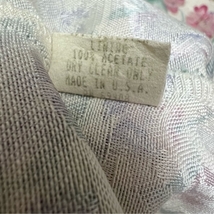 LINING
100% ACETATE
DRY CLEAN ONLY
MADE IN U.S.A.